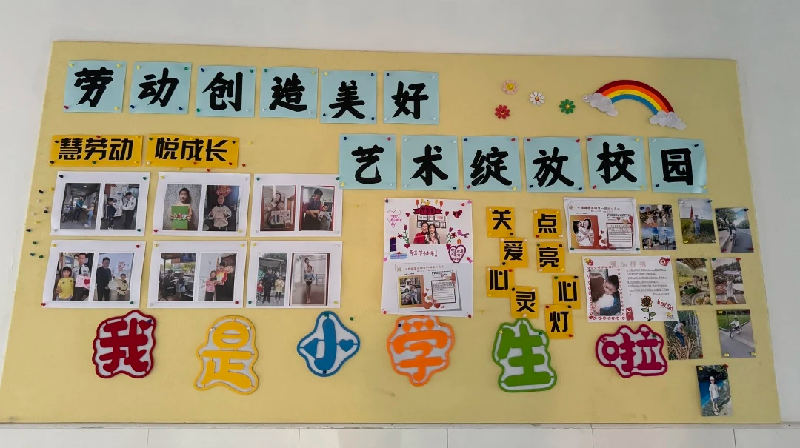 劳动创造美好
艺术绽放校园
慧劳动 悦成长
关爱心灵
点亮心灯
我是小学生啦